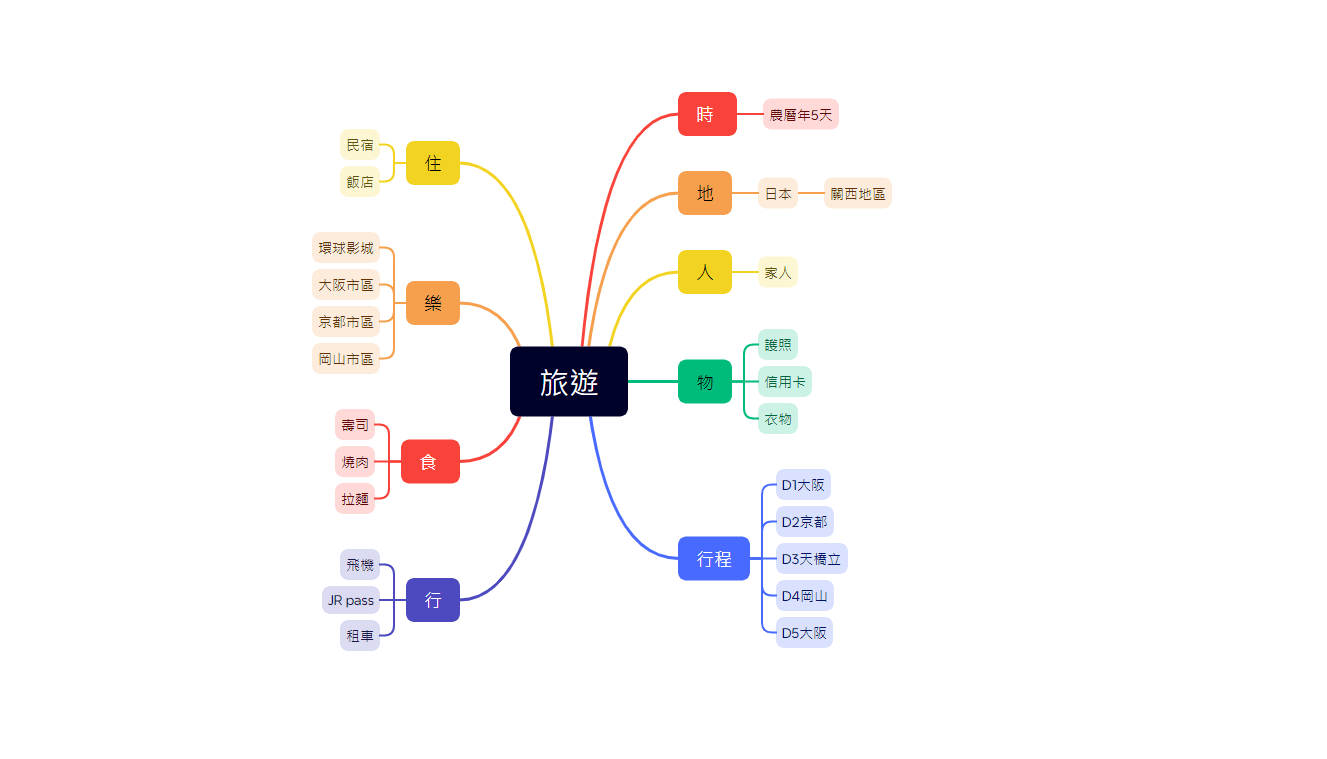 旅遊
時
農曆年5天
地
日本
關西地區
人
家人
物
護照
信用卡
衣物
行程
D1大阪
D2京都
D3天橋立
D4岡山
D5大阪
住
民宿
飯店
樂
環球影城
大阪市區
京都市區
岡山市區
食
壽司
燒肉
拉麵
行
飛機
JR pass
租車